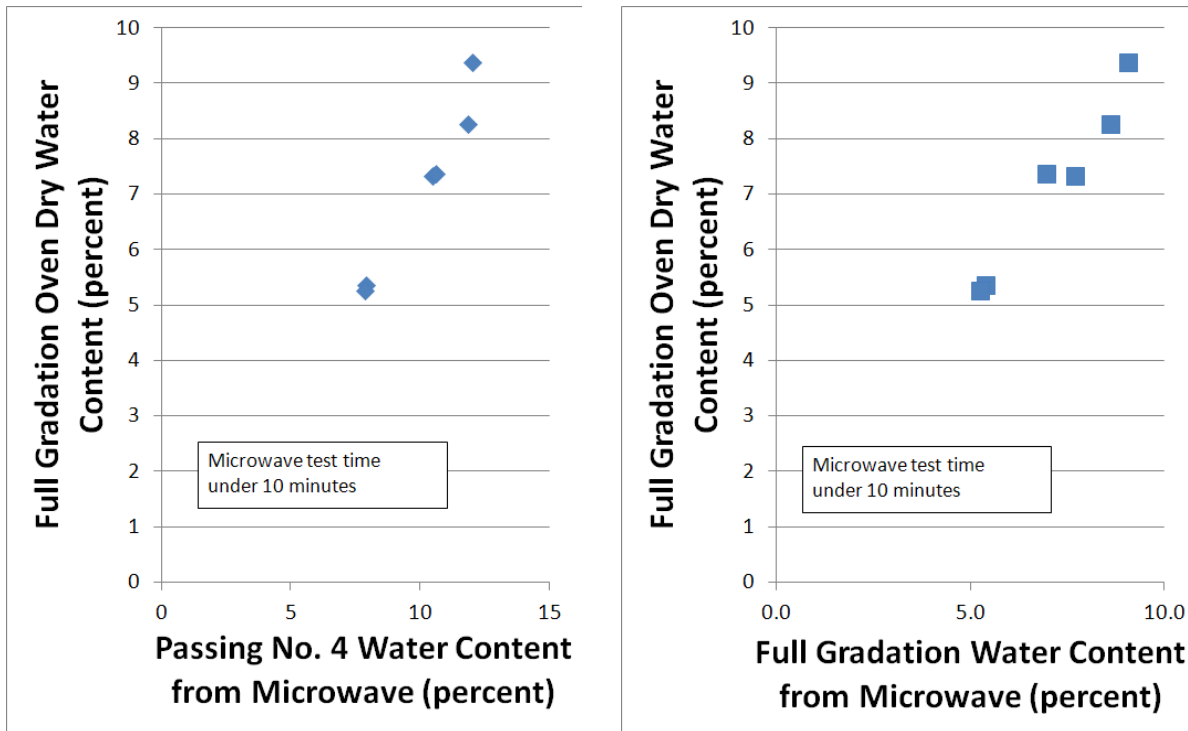 Full Gradation Oven Dry Water
Content (percent)
10
9
8
7
6
5
4
3
2
1
0
Microwave test time
under 10 minutes
0
5
10
15
Passing No. 4 Water Content
from Microwave (percent)
Full Gradation Oven Dry Water
Content (percent)
10
9
8
7
6
5
4
3
2
1
0
Microwave test time
under 10 minutes
0.0
5.0
10.0
Full Gradation Water Content
from Microwave (percent)